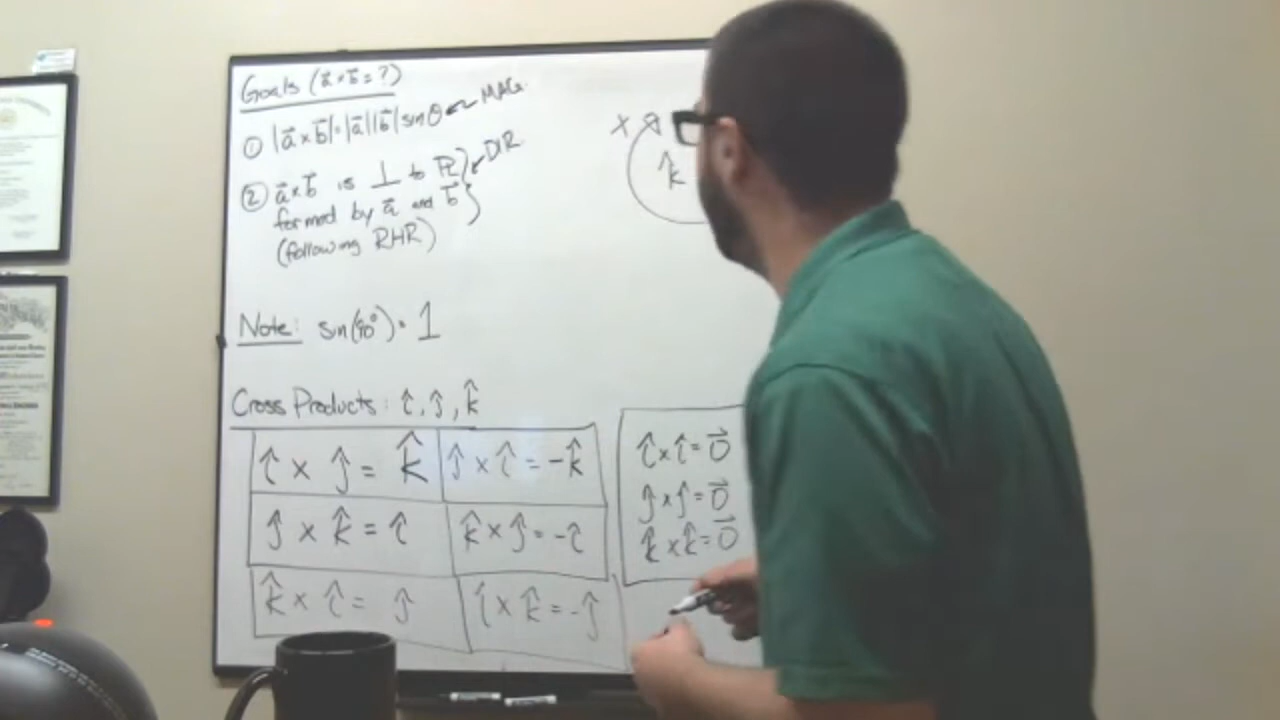 Goals (a⃗ × b⃗ = ?)
① |a⃗ × b⃗| = |a⃗||b⃗| sin θ ← MAG.
② a⃗ × b⃗ is ⊥ to ← DIR.
formed by a⃗ and b⃗
(following RHR)
x
k̂
Note: sin(90°) = 1
Cross Products: î, ĵ, k̂
î × ĵ = k̂
ĵ × î = -k̂
ĵ × k̂ = î
k̂ × ĵ = -î
k̂ × î = ĵ
î × k̂ = -ĵ
î × î = 0⃗
ĵ × ĵ = 0⃗
k̂ × k̂ = 0⃗